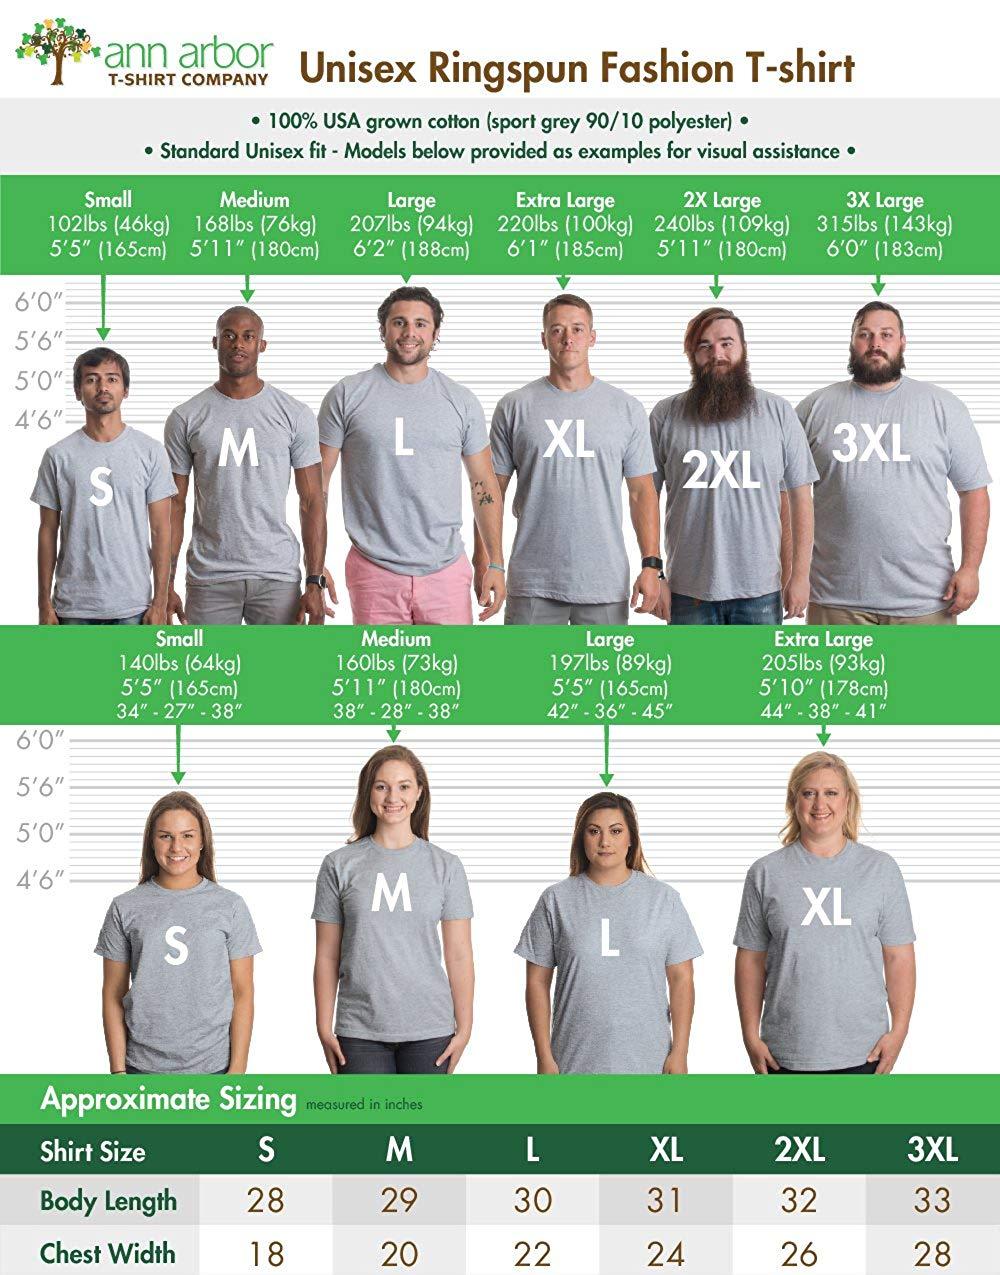 ann arbor
T-SHIRT COMPANY
Unisex Ringspun Fashion T-shirt
• 100% USA grown cotton (sport grey 90/10 polyester) •
• Standard Unisex fit - Models below provided as examples for visual assistance •
Small Medium Large Extra Large 2X Large 3X Large
102lbs (46kg) 168lbs (76kg) 207lbs (94kg) 220lbs (100kg) 240lbs (109kg) 315lbs (143kg)
5’5” (165cm) 5’11” (180cm) 6’2” (188cm) 6’1” (185cm) 5’11” (180cm) 6’0” (183cm)
6’0”
5’6”
5’0”
4’6”
S M L XL 2XL 3XL
Small Medium Large Extra Large
140lbs (64kg) 160lbs (73kg) 197lbs (89kg) 205lbs (93kg)
5’5” (165cm) 5’11” (180cm) 5’5” (165cm) 5’10” (178cm)
34” - 27” - 38” 38” - 28” - 38” 42” - 36” - 45” 44” - 38” - 41”
6’0”
5’6”
5’0”
4’6”
S M L XL
Approximate Sizing measured in inches
Shirt Size S M L XL 2XL 3XL
Body Length 28 29 30 31 32 33
Chest Width 18 20 22 24 26 28